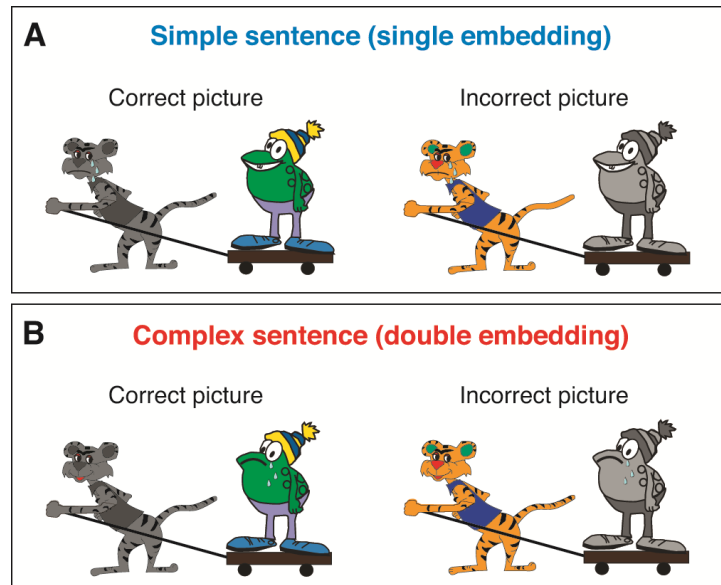 A
Simple sentence (single embedding)
Correct picture
Incorrect picture
B
Complex sentence (double embedding)
Correct picture
Incorrect picture